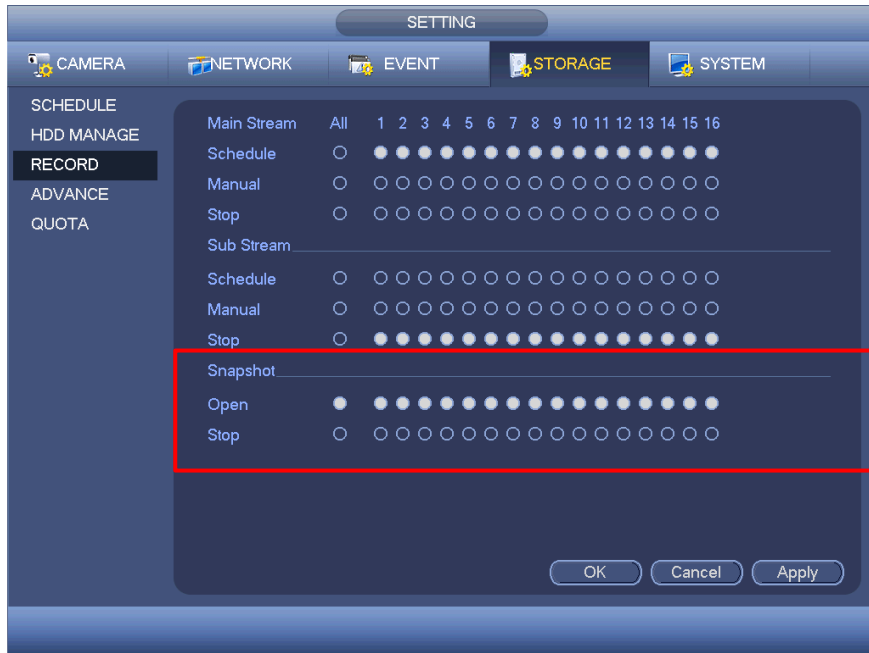 SETTING
CAMERA NETWORK EVENT STORAGE SYSTEM
SCHEDULE
HDD MANAGE
RECORD
ADVANCE
QUOTA
Main Stream All 1 2 3 4 5 6 7 8 9 10 11 12 13 14 15 16
Schedule
Manual
Stop
Sub Stream
Schedule
Manual
Stop
Snapshot
Open
Stop
OK Cancel Apply